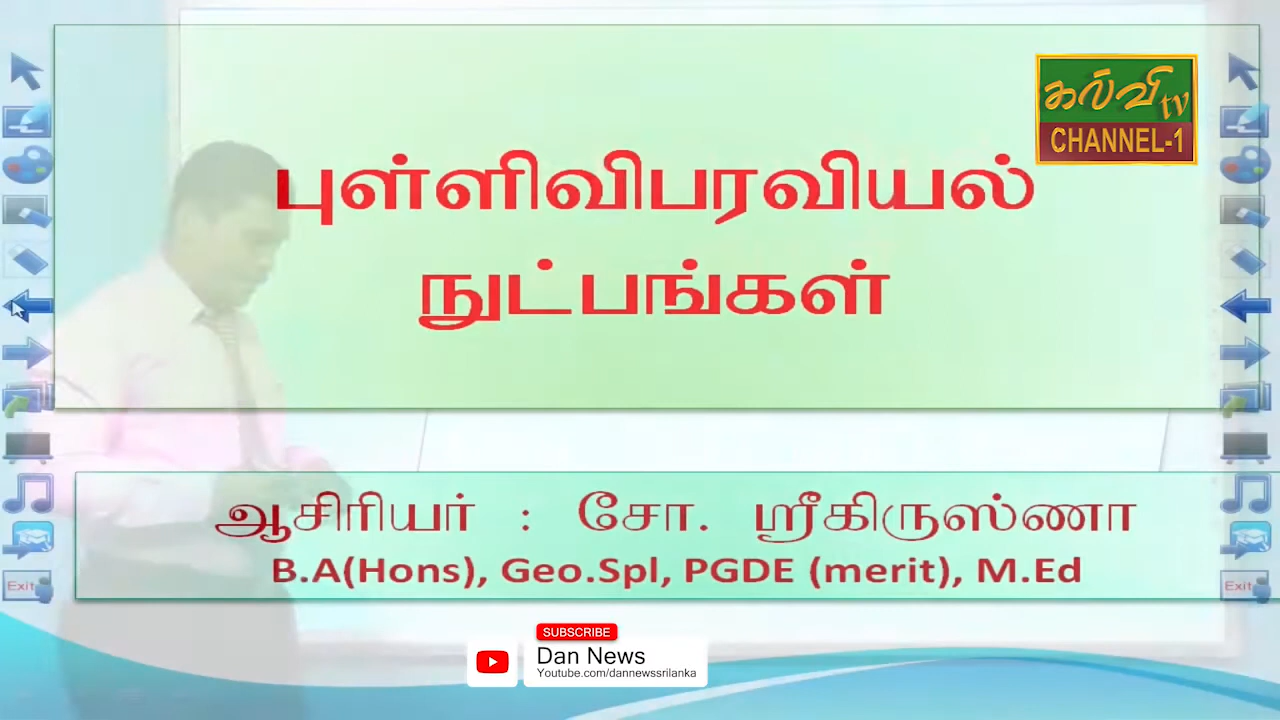 கல்வி tv
CHANNEL-1
புள்ளிவிபரவியல்
நுட்பங்கள்
ஆசிரியர் : சோ. ஸ்ரீகிருஸ்ணா
B.A(Hons), Geo.Spl, PGDE (merit), M.Ed
Exit
Exit
SUBSCRIBE
Dan News
Youtube.com/dannewssrilanka